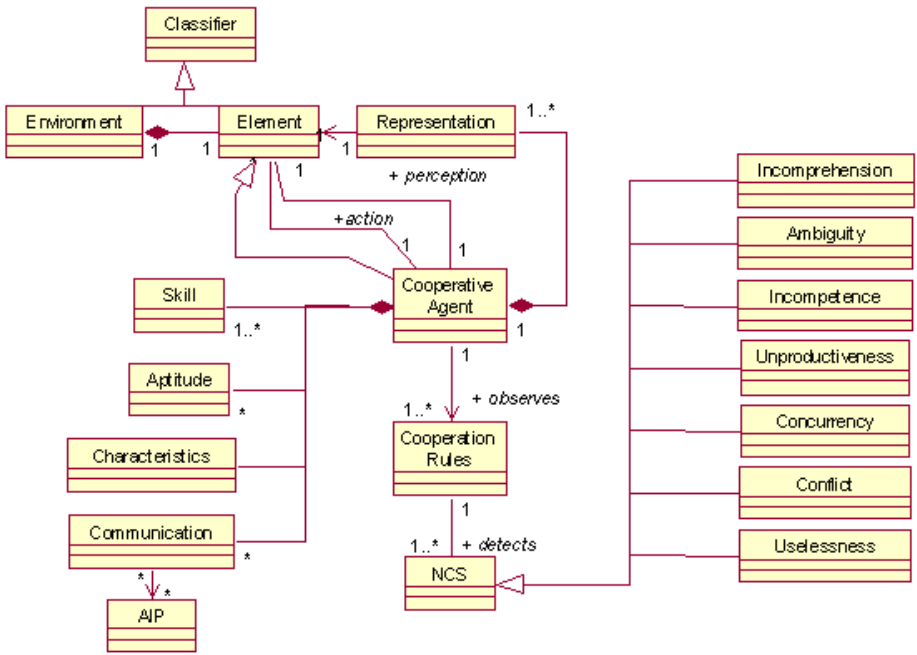 Classifier
Environment
Element
Representation
1..*
1
1
1
1
1
+ perception
+action
1
1
Incomprehension
Ambiguity
Skill
Cooperative
Agent
Incompetence
1..*
1
1
Unproductiveness
Aptitude
*
+ observes
1..*
Cooperation
Rules
Concurrency
Characteristics
Conflict
1
Communication
*
1..*
+ detects
Uselessness
NCS
*
*
AIP